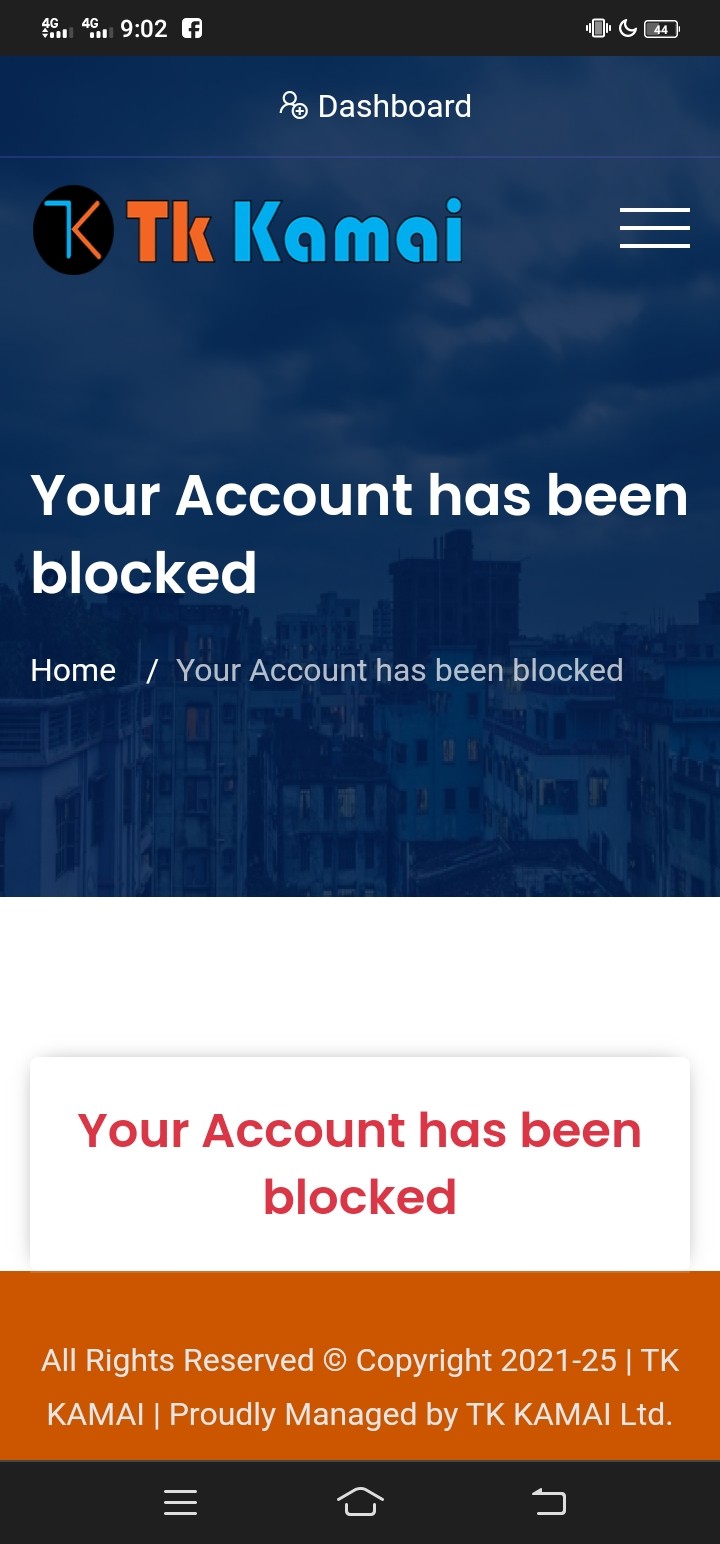 4G 4G 9:02 44
Dashboard
TK Tk Kamai
Your Account has been
blocked
Home / Your Account has been blocked
Your Account has been
blocked
All Rights Reserved © Copyright 2021-25 | TK
KAMAI | Proudly Managed by TK KAMAI Ltd.